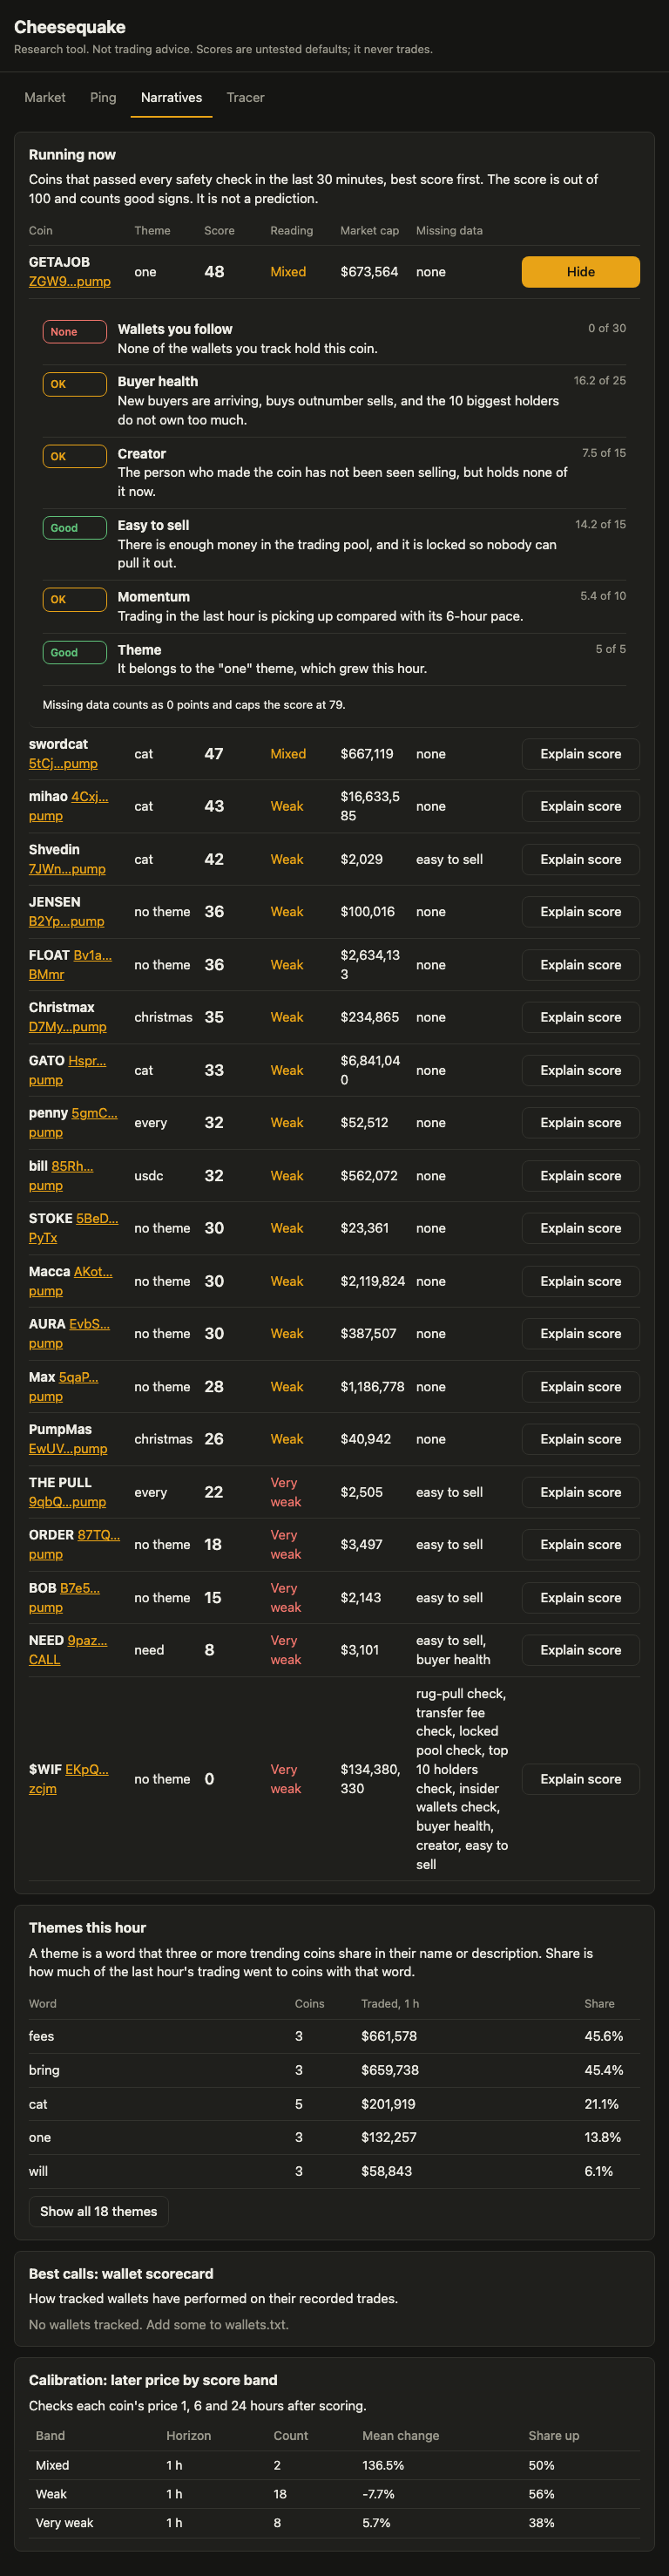 Cheesequake
Research tool. Not trading advice. Scores are untested defaults; it never trades.
Market Ping Narratives Tracer
Running now
Coins that passed every safety check in the last 30 minutes, best score first. The score is out of
100 and counts good signs. It is not a prediction.
Coin Theme Score Reading Market cap Missing data
GETAJOB
ZGW9...pump one 48 Mixed $673,564 none Hide
None Wallets you follow 0 of 30
None of the wallets you track hold this coin.
OK Buyer health 16.2 of 25
New buyers are arriving, buys outnumber sells, and the 10 biggest holders
do not own too much.
OK Creator 7.5 of 15
The person who made the coin has not been seen selling, but holds none of
it now.
Good Easy to sell 14.2 of 15
There is enough money in the trading pool, and it is locked so nobody can
pull it out.
OK Momentum 5.4 of 10
Trading in the last hour is picking up compared with its 6-hour pace.
Good Theme 5 of 5
It belongs to the "one" theme, which grew this hour.
Missing data counts as 0 points and caps the score at 79.
swordcat
5tCj...pump cat 47 Mixed $667,119 none Explain score
mihao 4Cxj...
pump cat 43 Weak $16,633,5
85 none Explain score
Shvedin
7JWn...pump cat 42 Weak $2,029 easy to sell Explain score
JENSEN
B2Yp...pump no theme 36 Weak $100,016 none Explain score
FLOAT Bv1a...
BMmr no theme 36 Weak $2,634,13
3 none Explain score
Christmax
D7My...pump christmas 35 Weak $234,865 none Explain score
GATO Hspr...
pump cat 33 Weak $6,841,04
0 none Explain score
penny 5gmC...
pump every 32 Weak $52,512 none Explain score
bill 85Rh...
pump usdc 32 Weak $562,072 none Explain score
STOKE 5BeD...
PyTx no theme 30 Weak $23,361 none Explain score
Macca AKot...
pump no theme 30 Weak $2,119,824 none Explain score
AURA EvbS...
pump no theme 30 Weak $387,507 none Explain score
Max 5qaP...
pump no theme 28 Weak $1,186,778 none Explain score
PumpMas
EwUV...pump christmas 26 Weak $40,942 none Explain score
THE PULL
9qbQ...pump every 22 Very
weak $2,505 easy to sell Explain score
ORDER 87TQ...
pump no theme 18 Very
weak $3,497 easy to sell Explain score
BOB B7e5...
pump no theme 15 Very
weak $2,143 easy to sell Explain score
NEED 9paz...
CALL need 8 Very
weak $3,101 easy to sell,
buyer health Explain score
$WIF EKpQ...
zcjm no theme 0 Very
weak $134,380,
330 rug-pull check,
transfer fee
check, locked
pool check, top
10 holders
check, insider
wallets check,
buyer health,
creator, easy to
sell Explain score
Themes this hour
A theme is a word that three or more trending coins share in their name or description. Share is
how much of the last hour's trading went to coins with that word.
Word Coins Traded, 1 h Share
fees 3 $661,578 45.6%
bring 3 $659,738 45.4%
cat 5 $201,919 21.1%
one 3 $132,257 13.8%
will 3 $58,843 6.1%
Show all 18 themes
Best calls: wallet scorecard
How tracked wallets have performed on their recorded trades.
No wallets tracked. Add some to wallets.txt.
Calibration: later price by score band
Checks each coin's price 1, 6 and 24 hours after scoring.
Band Horizon Count Mean change Share up
Mixed 1 h 2 136.5% 50%
Weak 1 h 18 -7.7% 56%
Very weak 1 h 8 5.7% 38%